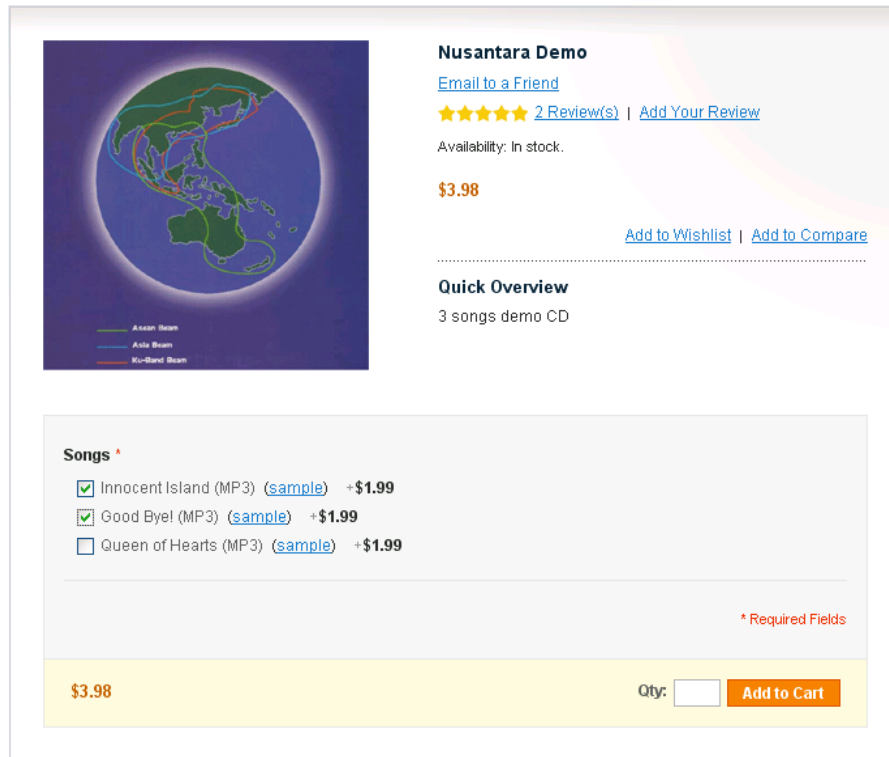 Nusantara Demo
Email to a Friend
2 Review(s) | Add Your Review
Availability: In stock.
$3.98
Add to Wishlist | Add to Compare
Quick Overview
3 songs demo CD
Asean Beam
Asia Beam
Ku-Band Beam
Songs *
Innocent Island (MP3) (sample) +$1.99
Good Bye! (MP3) (sample) +$1.99
Queen of Hearts (MP3) (sample) +$1.99
* Required Fields
$3.98 Qty: Add to Cart